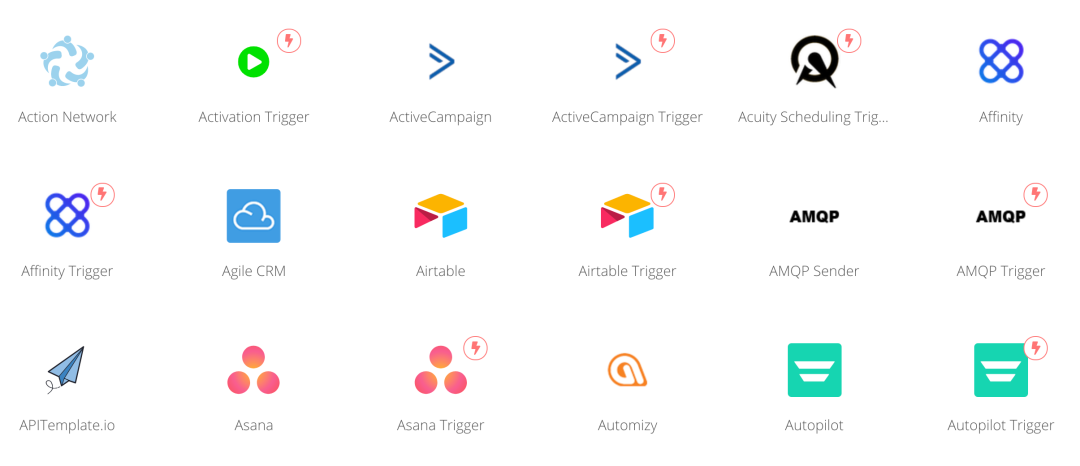 Action Network
Activation Trigger
ActiveCampaign
ActiveCampaign Trigger
Acuity Scheduling Trig...
Affinity
Affinity Trigger
Agile CRM
Airtable
Airtable Trigger
AMQP
AMQP Sender
AMQP
AMQP Trigger
APITemplate.io
Asana
Asana Trigger
Automizy
Autopilot
Autopilot Trigger